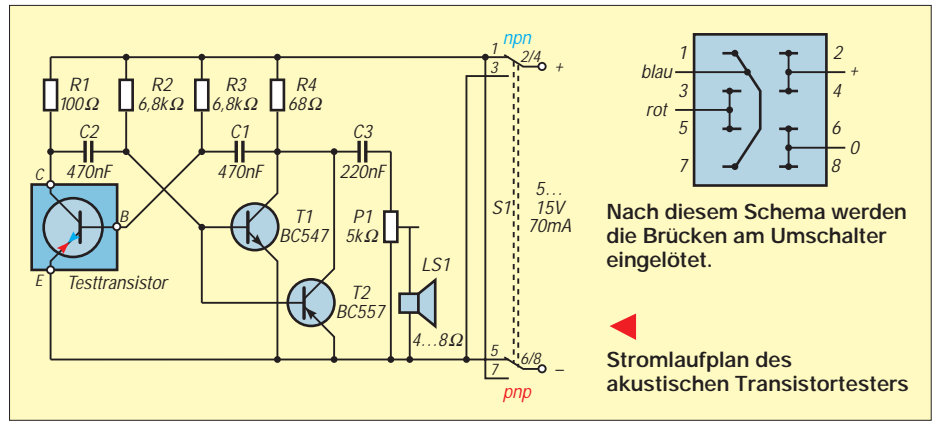 R1
100Ω
R2
6,8kΩ
R3
6,8kΩ
R4
68Ω
C2
470nF
C1
470nF
C3
220nF
C
B
E
Testtransistor
T1
BC547
T2
BC557
P1
5kΩ
LS1
4...8Ω
npn
1
3
2/4
+
S1
5...
15V
70mA
5
7
6/8
–
pnp
1
2
blau
+
3
4
rot
5
6
0
7
8
Nach diesem Schema werden
die Brücken am Umschalter
eingelötet.
Stromlaufplan des
akustischen Transistortesters